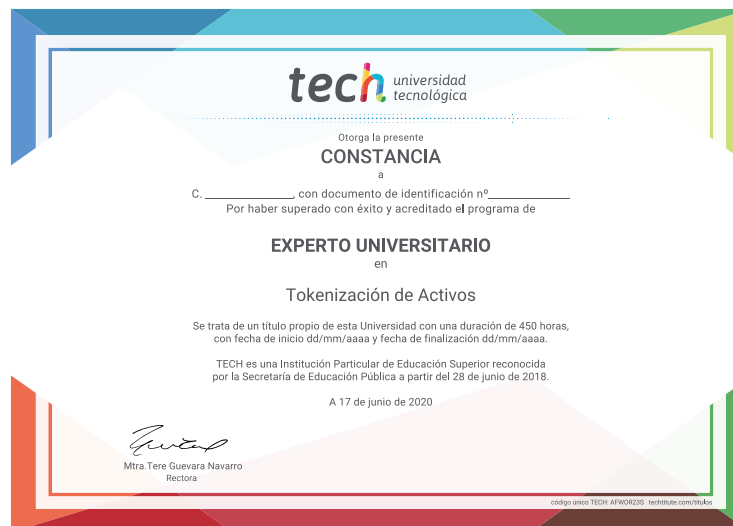 tech universidad
tecnológica
Otorga la presente
CONSTANCIA
a
C. ______________, con documento de identificación nº______________
Por haber superado con éxito y acreditado el programa de
EXPERTO UNIVERSITARIO
en
Tokenización de Activos
Se trata de un título propio de esta Universidad con una duración de 450 horas,
con fecha de inicio dd/mm/aaaa y fecha de finalización dd/mm/aaaa.
TECH es una Institución Particular de Educación Superior reconocida
por la Secretaría de Educación Pública a partir del 28 de junio de 2018.
A 17 de junio de 2020
Mtra.Tere Guevara Navarro
Rectora
código único TECH: AFWOR23S techtitute.com/titulos